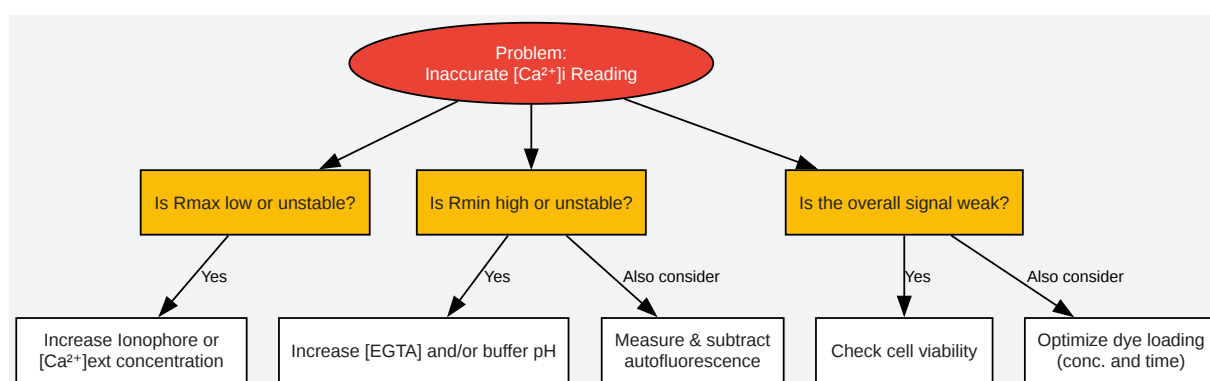 Problem:
Inaccurate [Ca²⁺]i Reading
Is Rmax low or unstable?
Is Rmin high or unstable?
Is the overall signal weak?
Yes
Yes
Also consider
Yes
Also consider
Increase Ionophore or
[Ca²⁺]ext concentration
Increase [EGTA] and/or buffer pH
Measure & subtract
autofluorescence
Check cell viability
Optimize dye loading
(conc. and time)